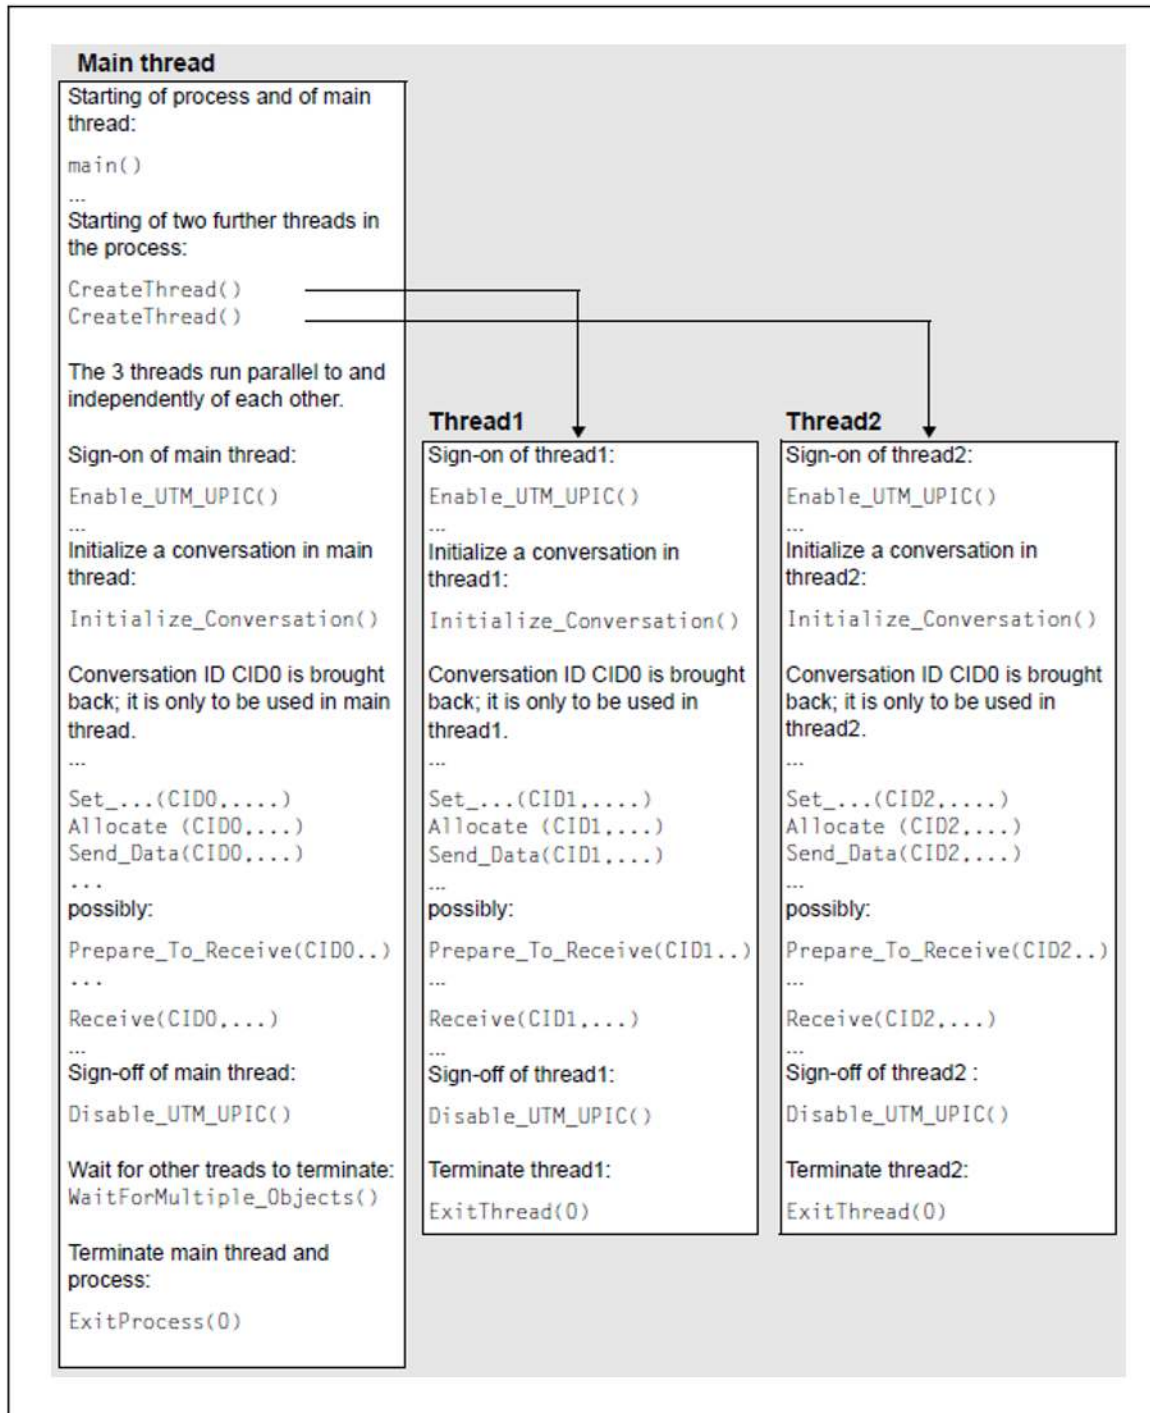 Main thread
Starting of process and of main
thread:
main()
...
Starting of two further threads in
the process:
CreateThread()
CreateThread()
The 3 threads run parallel to and
independently of each other.
Sign-on of main thread:
Enable_UTM_UPIC()
...
Initialize a conversation in main
thread:
Initialize_Conversation()
Conversation ID CID0 is brought
back; it is only to be used in main
thread.
...
Set_...(CID0,.....)
Allocate (CID0,....)
Send_Data(CID0,....)
...
possibly:
Prepare_To_Receive(CID0..)
...
Receive(CID0,....)
...
Sign-off of main thread:
Disable_UTM_UPIC()
Wait for other treads to terminate:
WaitForMultiple_Objects()
Terminate main thread and
process:
ExitProcess(0)
Thread1
Sign-on of thread1:
Enable_UTM_UPIC()
...
Initialize a conversation in
thread1:
Initialize_Conversation()
Conversation ID CID0 is brought
back; it is only to be used in
thread1.
...
Set_...(CID1,.....)
Allocate (CID1,....)
Send_Data(CID1,....)
...
possibly:
Prepare_To_Receive(CID1..)
...
Receive(CID1,....)
...
Sign-off of thread1:
Disable_UTM_UPIC()
Terminate thread1:
ExitThread(0)
Thread2
Sign-on of thread2:
Enable_UTM_UPIC()
...
Initialize a conversation in
thread2:
Initialize_Conversation()
Conversation ID CID0 is brought
back; it is only to be used in
thread2.
...
Set_...(CID2,.....)
Allocate (CID2,....)
Send_Data(CID2,....)
...
possibly:
Prepare_To_Receive(CID2..)
...
Receive(CID2,....)
...
Sign-off of thread2 :
Disable_UTM_UPIC()
Terminate thread2:
ExitThread(0)